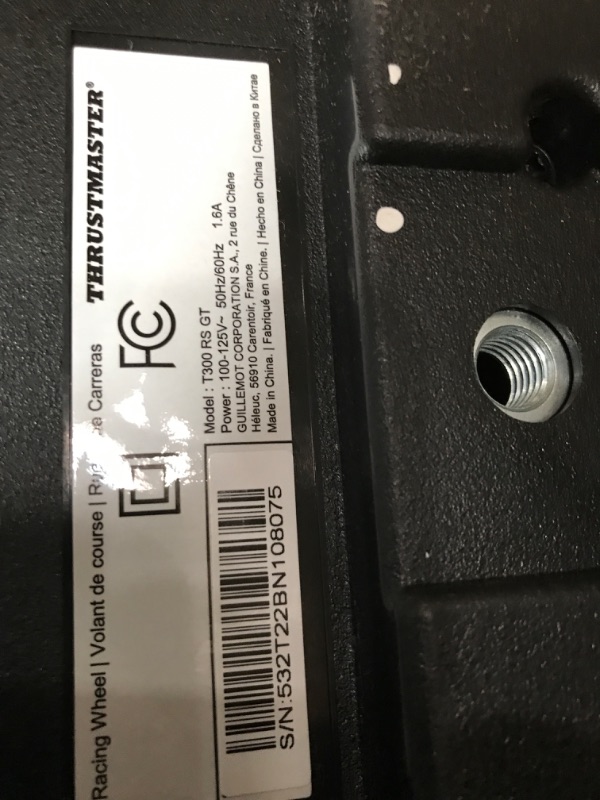 THRUSTMASTER®
Racing Wheel | Volant de course | Carreras
FC
Model : T300 RS GT
Power : 100-125V~ 50Hz/60Hz 1.6A
GUILLEMOT CORPORATION S.A., 2 rue du Chêne
Héleuc, 56910 Carentoir, France
Made in China. | Fabriqué en Chine. | Hecho en China | Сделано в Китае
S/N:532T22BN108075